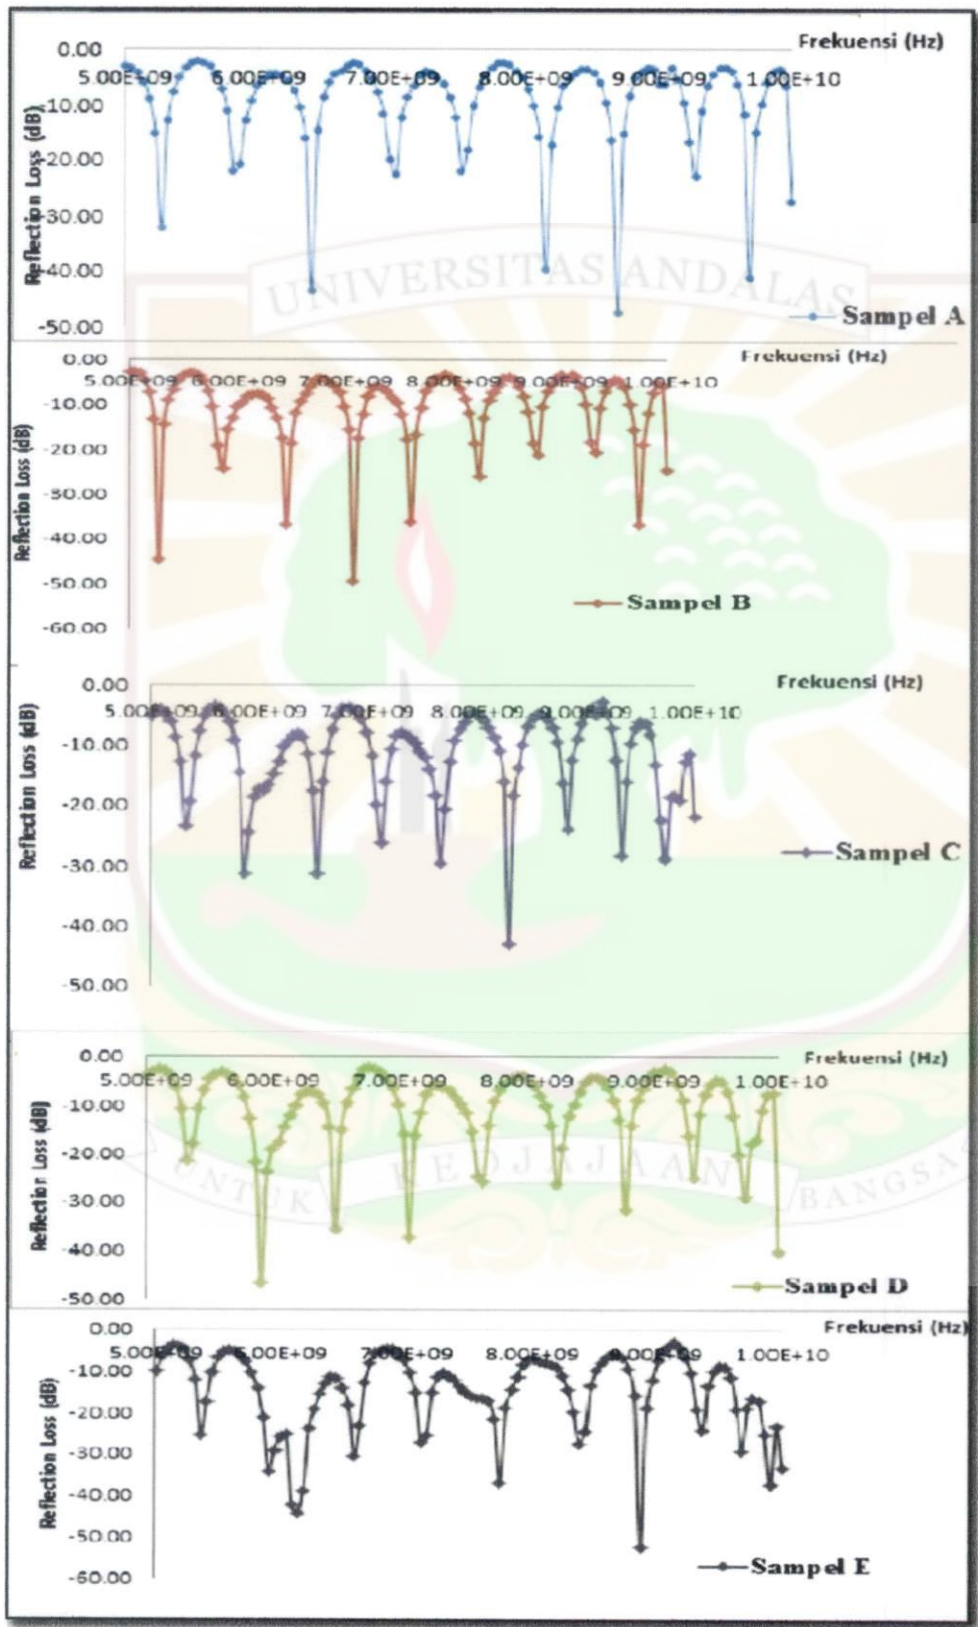 Frekuensi (Hz)
0.00
5.00E+09 6.00E+09 7.00E+09 8.00E+09 9.00E+09 1.00E+10
-10.00
-20.00
-30.00
-40.00
-50.00
Reflection Loss (dB)
Sampel A
UNIVERSITAS ANDALAS
Frekuensi (Hz)
0.00
5.00E+09 6.00E+09 7.00E+09 8.00E+09 9.00E+09 1.00E+10
-10.00
-20.00
-30.00
-40.00
-50.00
-60.00
Reflection Loss (dB)
Sampel B
Frekuensi (Hz)
0.00
5.00E+09 6.00E+09 7.00E+09 8.00E+09 9.00E+09 1.00E+10
-10.00
-20.00
-30.00
-40.00
-50.00
Reflection Loss (dB)
Sampel C
Frekuensi (Hz)
0.00
5.00E+09 6.00E+09 7.00E+09 8.00E+09 9.00E+09 1.00E+10
-10.00
-20.00
-30.00
-40.00
-50.00
Reflection Loss (dB)
UNTUK KEDJAJAAN BANGSA
Sampel D
Frekuensi (Hz)
0.00
5.00E+09 6.00E+09 7.00E+09 8.00E+09 9.00E+09 1.00E+10
-10.00
-20.00
-30.00
-40.00
-50.00
-60.00
Reflection Loss (dB)
Sampel E